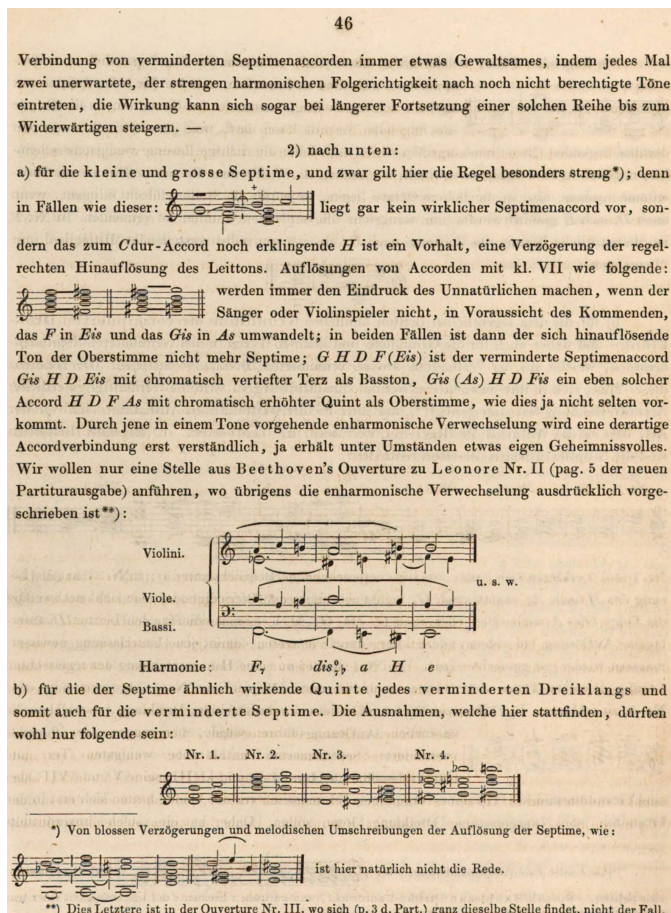 46
Verbindung von verminderten Septimenaccorden immer etwas Gewaltsames, indem jedes Mal
zwei unerwartete, der strengen harmonischen Folgerichtigkeit nach noch nicht berechtigte Töne
eintreten, die Wirkung kann sich sogar bei längerer Fortsetzung einer solchen Reihe bis zum
Widerwärtigen steigern. —
2) nach unten:
a) für die kleine und grosse Septime, und zwar gilt hier die Regel besonders streng*); denn
in Fällen wie dieser: liegt gar kein wirklicher Septimenaccord vor, son-
dern das zum Cdur-Accord noch erklingende H ist ein Vorhalt, eine Verzögerung der regel-
rechten Hinauflösung des Leittons. Auflösungen von Accorden mit kl. VII wie folgende:
werden immer den Eindruck des Unnatürlichen machen, wenn der
Sänger oder Violinspieler nicht, in Voraussicht des Kommenden,
das F in Eis und das Gis in As umwandelt; in beiden Fällen ist dann der sich hinauflösende
Ton der Oberstimme nicht mehr Septime; G H D F (Eis) ist der verminderte Septimenaccord
Gis H D Eis mit chromatisch vertiefter Terz als Basston, Gis (As) H D Fis ein eben solcher
Accord H D F As mit chromatisch erhöhter Quint als Oberstimme, wie dies ja nicht selten vor-
kommt. Durch jene in einem Tone vorgehende enharmonische Verwechselung wird eine derartige
Accordverbindung erst verständlich, ja erhält unter Umständen etwas eigen Geheimnissvolles.
Wir wollen nur eine Stelle aus Beethoven's Ouverture zu Leonore Nr. II (pag. 5 der neuen
Partiturausgabe) anführen, wo übrigens die enharmonische Verwechselung ausdrücklich vorge-
schrieben ist**):
Violini.
u. s. w.
Viole.
Bassi.
Harmonie: F7 dis a H e
b) für die der Septime ähnlich wirkende Quinte jedes verminderten Dreiklangs und
somit auch für die verminderte Septime. Die Ausnahmen, welche hier stattfinden, dürften
wohl nur folgende sein:
Nr. 1. Nr. 2. Nr. 3. Nr. 4.
*) Von blossen Verzögerungen und melodischen Umschreibungen der Auflösung der Septime, wie:
ist hier natürlich nicht die Rede.
**) Dies Letztere ist in der Ouverture Nr. III, wo sich (p. 3 d. Part.) ganz dieselbe Stelle findet, nicht der Fall